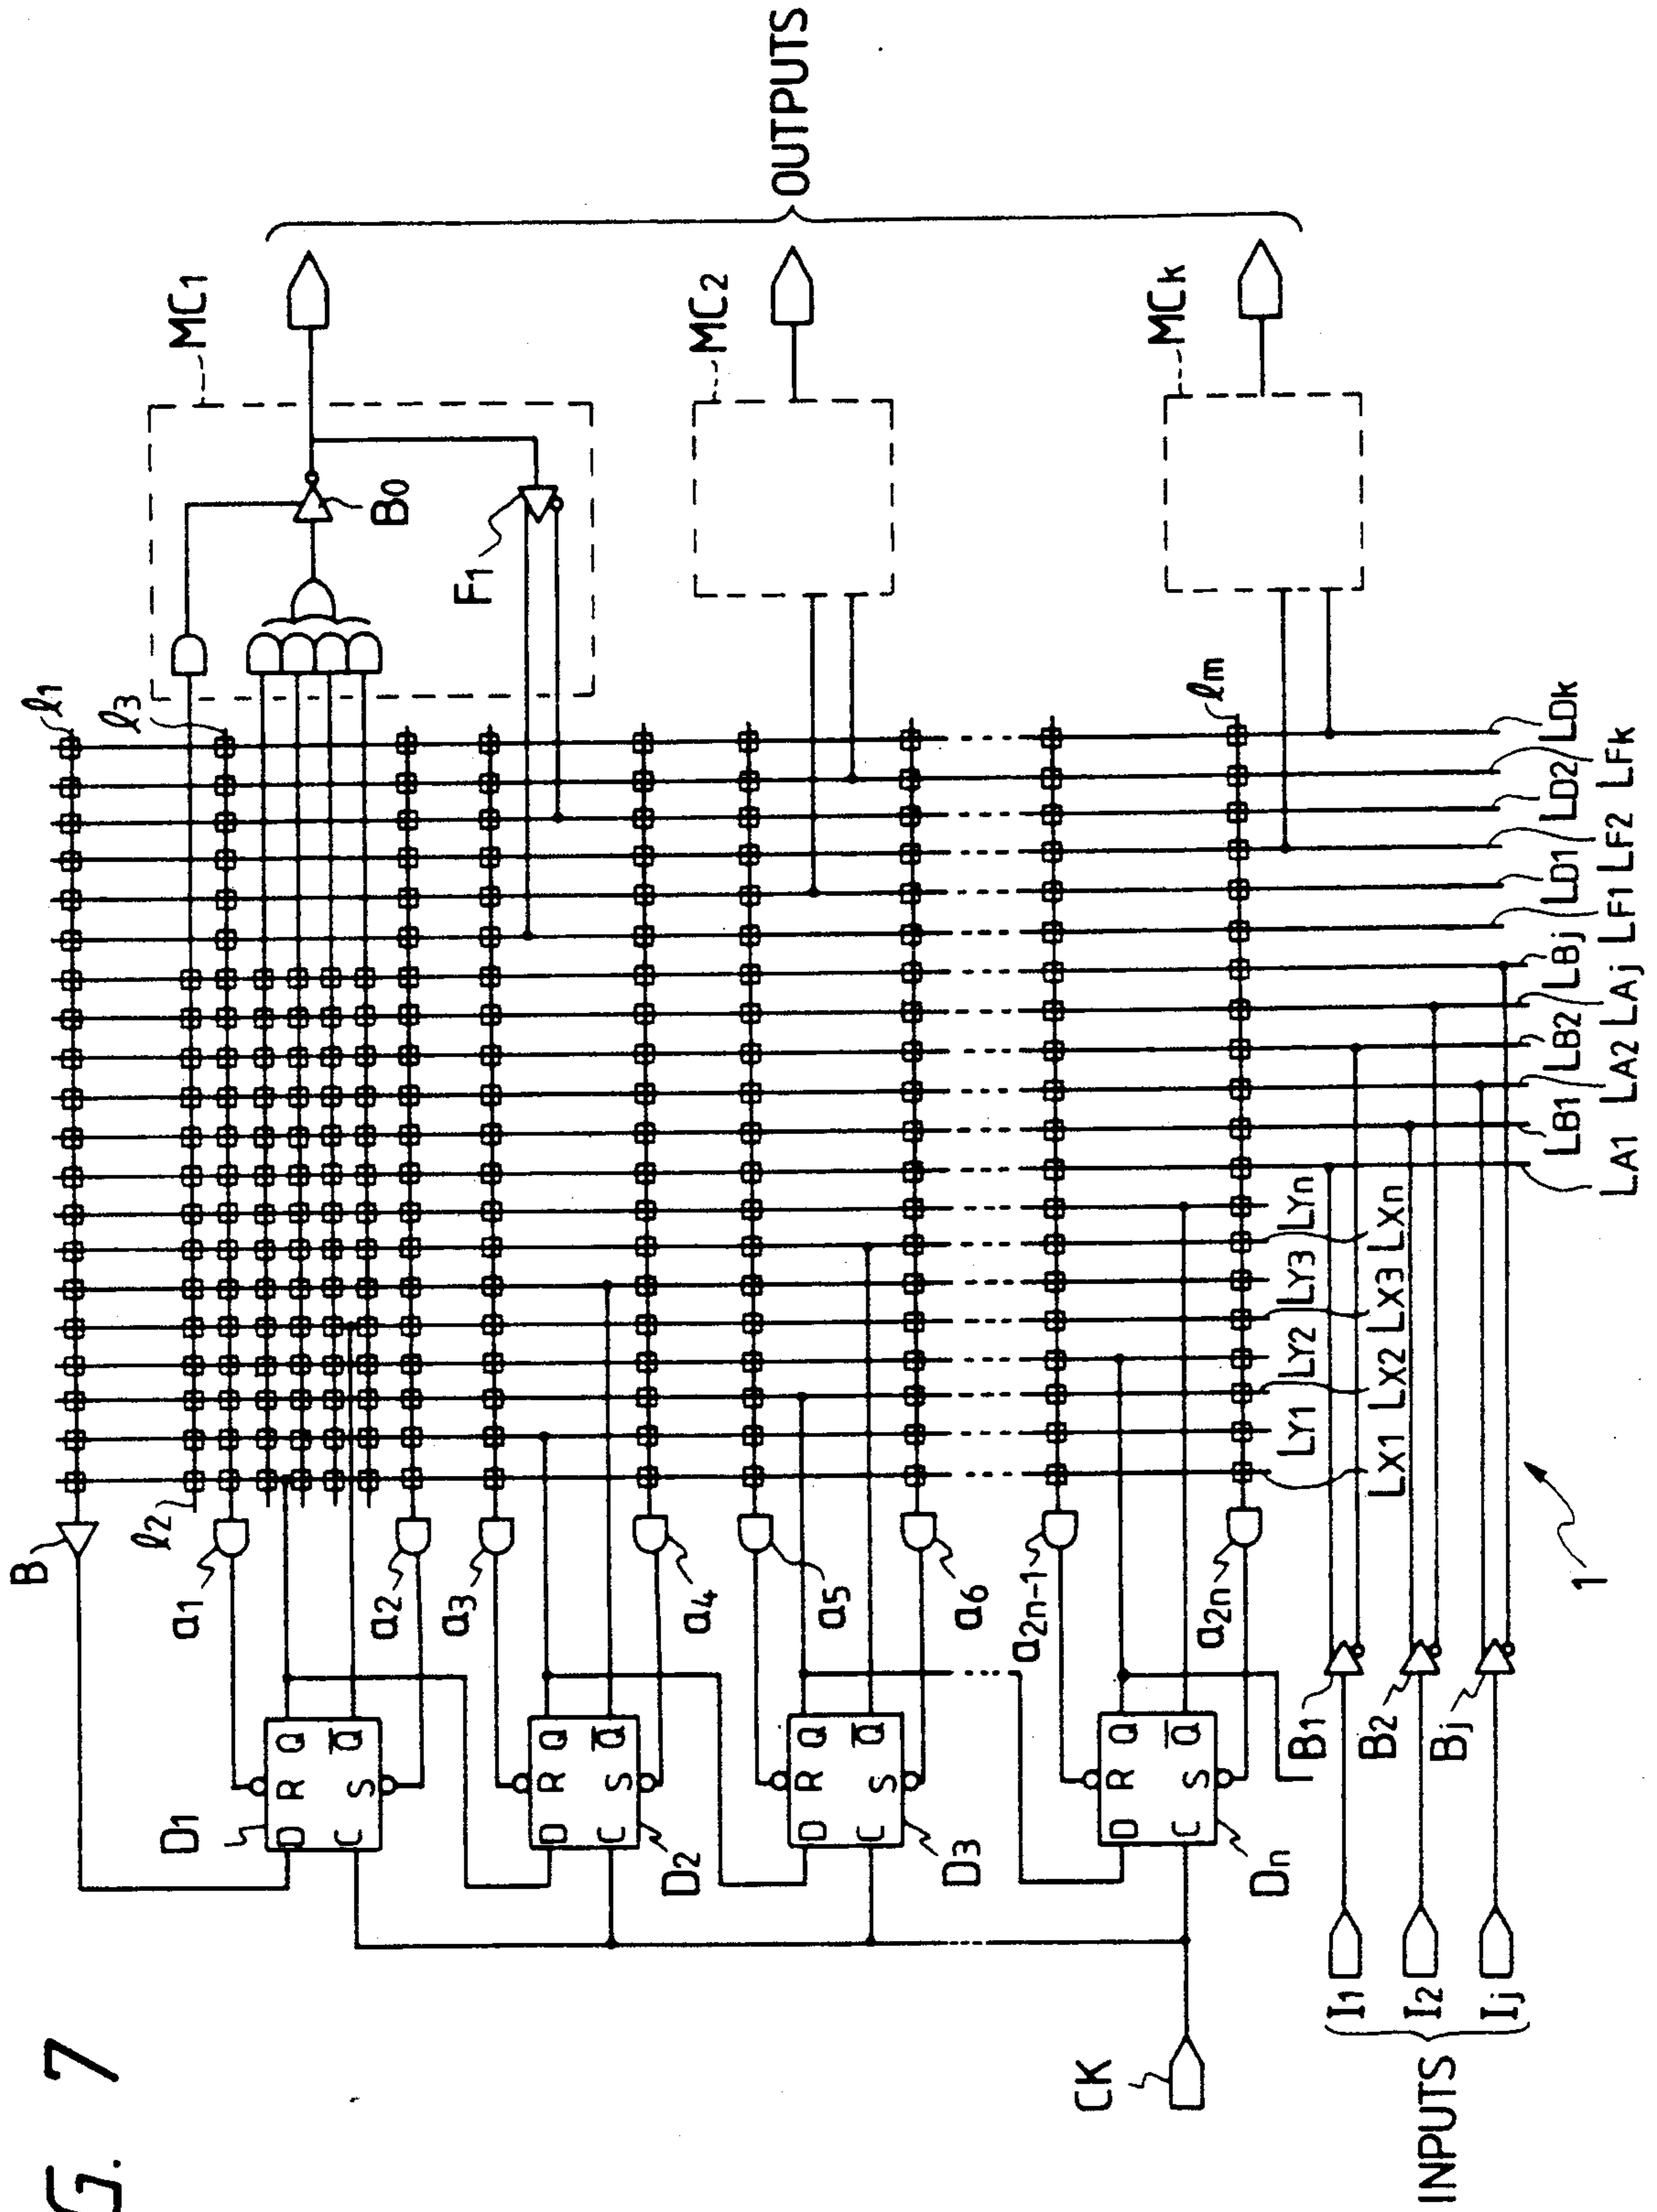 G. 7
OUTPUTS
MC1
MC2
MCk
B0
F1
l1
l3
lm
l2
B
a1
a2
a3
a4
a5
a6
a2n-1
a2n
D1
D R Q
C S Q̅
D2
D R Q
C S Q̅
D3
D R Q
C S Q̅
Dn
D R Q
C S Q̅
CK
INPUTS
I1
I2
Ij
B1
B2
Bj
LX1 LY1 LX2 LY2 LX3 LY3 LXn LYn
LA1 LB1 LA2 LB2 LAj LBj
LF1 LD1 LF2 LD2 LFk LDk
1